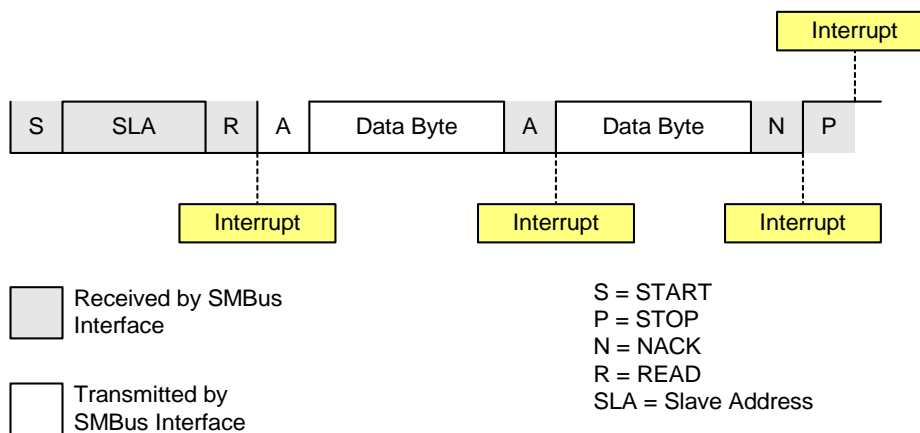 Interrupt
S SLA R A Data Byte A Data Byte N P
Interrupt Interrupt Interrupt
Received by SMBus
Interface
Transmitted by
SMBus Interface
S = START
P = STOP
N = NACK
R = READ
SLA = Slave Address